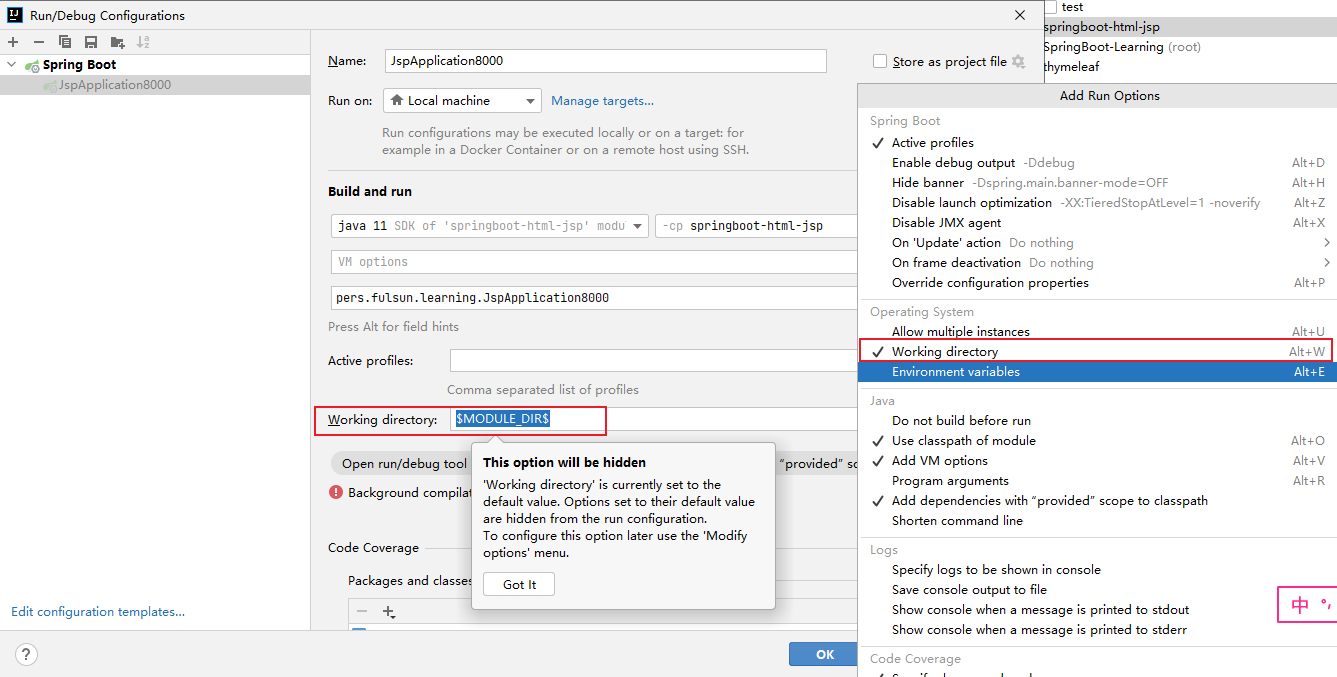 Run/Debug Configurations
Spring Boot
JspApplication8000
Edit configuration templates...
Name: JspApplication8000
Store as project file
Run on: Local machine Manage targets...
Run configurations may be executed locally or on a target: for
example in a Docker Container or on a remote host using SSH.
Build and run
java 11 SDK of 'springboot-html-jsp' modu -cp springboot-html-jsp
VM options
pers.fulsun.learning.JspApplication8000
Press Alt for field hints
Active profiles:
Comma separated list of profiles
Working directory: $MODULE_DIR$
Open run/debug tool
"provided" sc
Background compilat
This option will be hidden
'Working directory' is currently set to the
default value. Options set to their default value
are hidden from the run configuration.
To configure this option later use the 'Modify
options' menu.
Got It
Code Coverage
Packages and classes
OK
test
springboot-html-jsp
SpringBoot-Learning (root)
thymeleaf
Add Run Options
Spring Boot
Active profiles
Enable debug output -Ddebug Alt+D
Hide banner -Dspring.main.banner-mode=OFF Alt+H
Disable launch optimization -XX:TieredStopAtLevel=1 -noverify Alt+Z
Disable JMX agent Alt+X
On 'Update' action Do nothing
On frame deactivation Do nothing
Override configuration properties Alt+P
Operating System
Allow multiple instances Alt+U
Working directory Alt+W
Environment variables Alt+E
Java
Do not build before run
Use classpath of module Alt+O
Add VM options Alt+V
Program arguments Alt+R
Add dependencies with “provided” scope to classpath
Shorten command line
Logs
Specify logs to be shown in console
Save console output to file
Show console when a message is printed to stdout
Show console when a message is printed to stderr
Code Coverage
中 °,